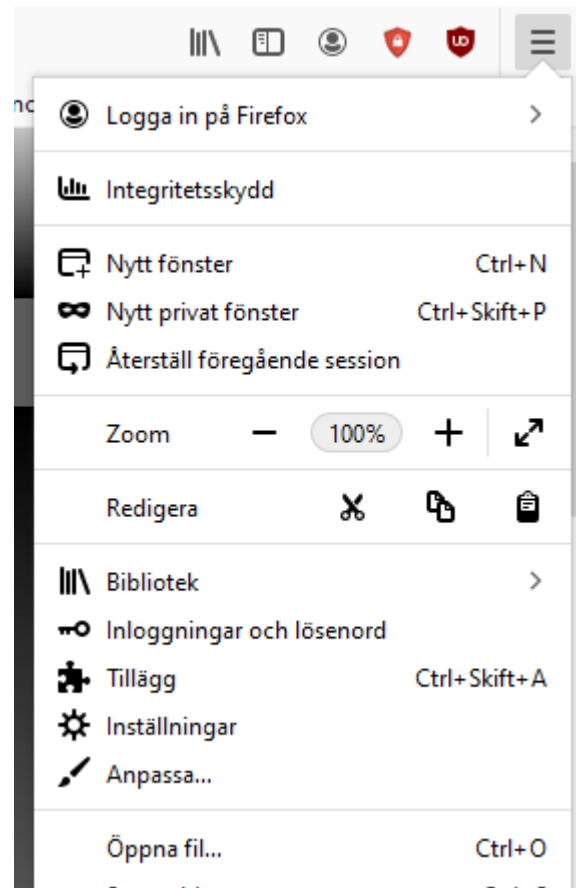 Logga in på Firefox
Integritetsskydd
Nytt fönster Ctrl+N
Nytt privat fönster Ctrl+Skift+P
Återställ föregående session
Zoom 100%
Redigera
Bibliotek
Inloggningar och lösenord
Tillägg Ctrl+Skift+A
Inställningar
Anpassa...
Öppna fil... Ctrl+O